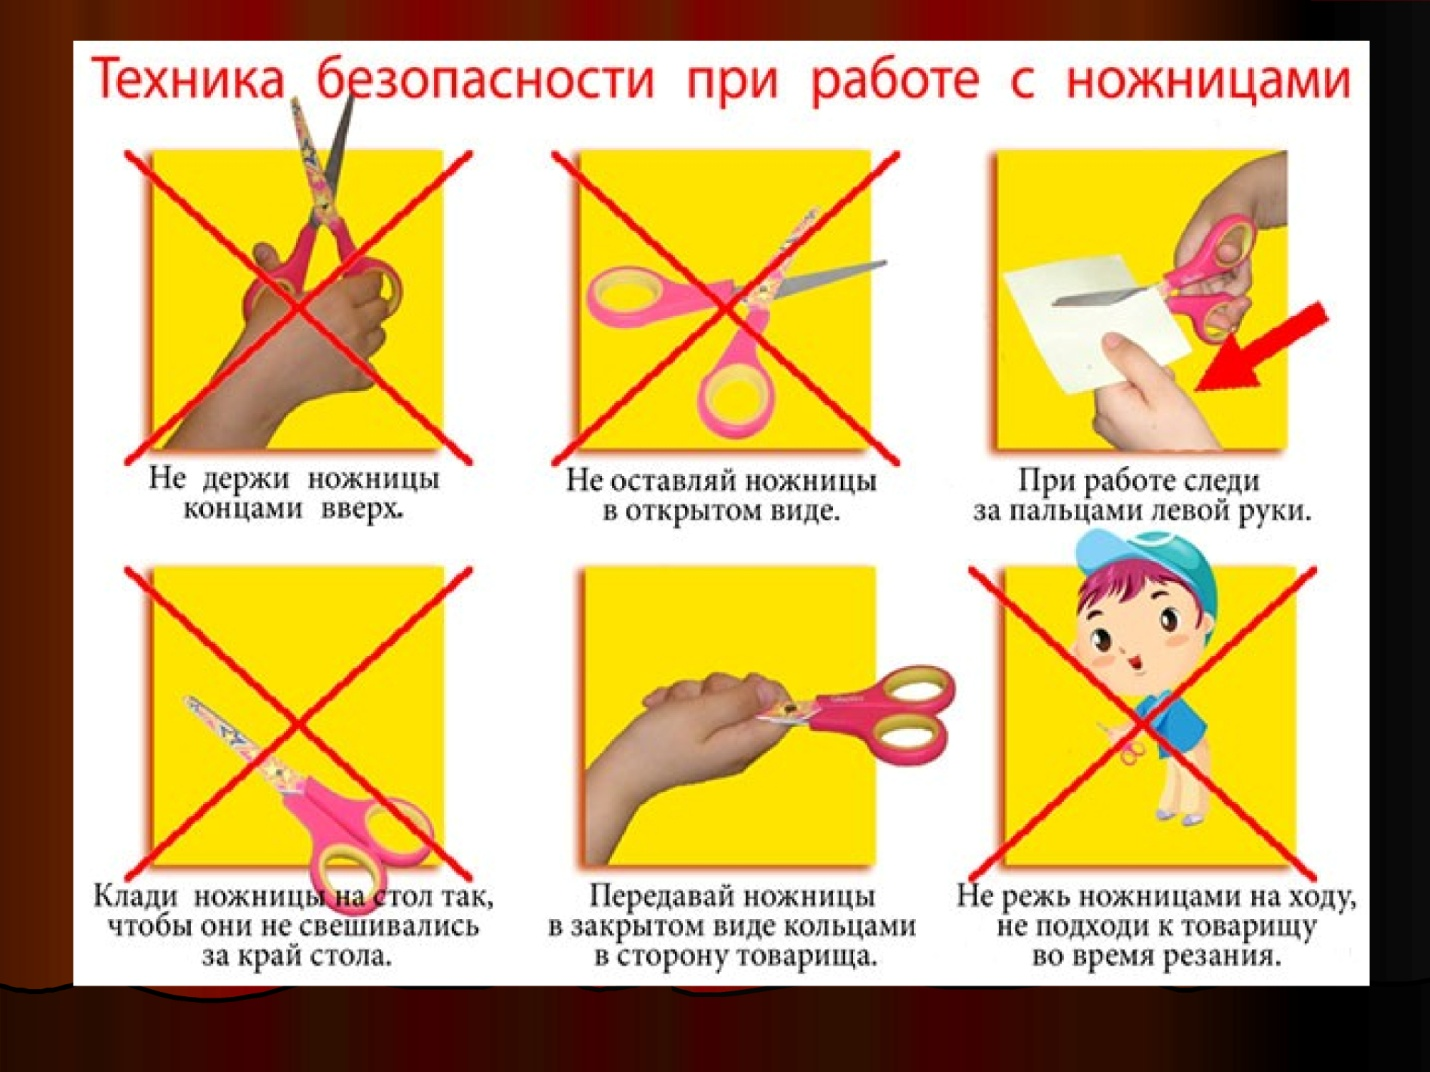 Техника безопасности при работе с ножницами
Не держи ножницы
концами вверх.
Не оставляй ножницы
в открытом виде.
При работе следи
за пальцами левой руки.
Клади ножницы на стол так,
чтобы они не свешивались
за край стола.
Передавай ножницы
в закрытом виде кольцами
в сторону товарища.
Не режь ножницами на ходу,
не подходи к товарищу
во время резания.